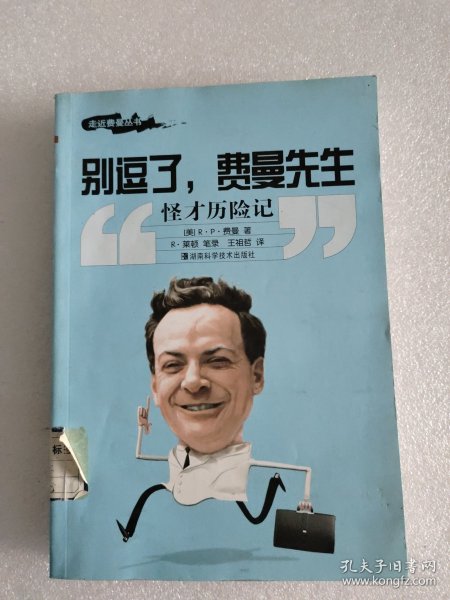 走近费曼丛书
别逗了，费曼先生
“怪才历险记”
[美] R·P·费曼 著
R·莱顿 笔录 王祖哲 译
湖南科学技术出版社
标
孔夫子旧书网
www.kongfz.com